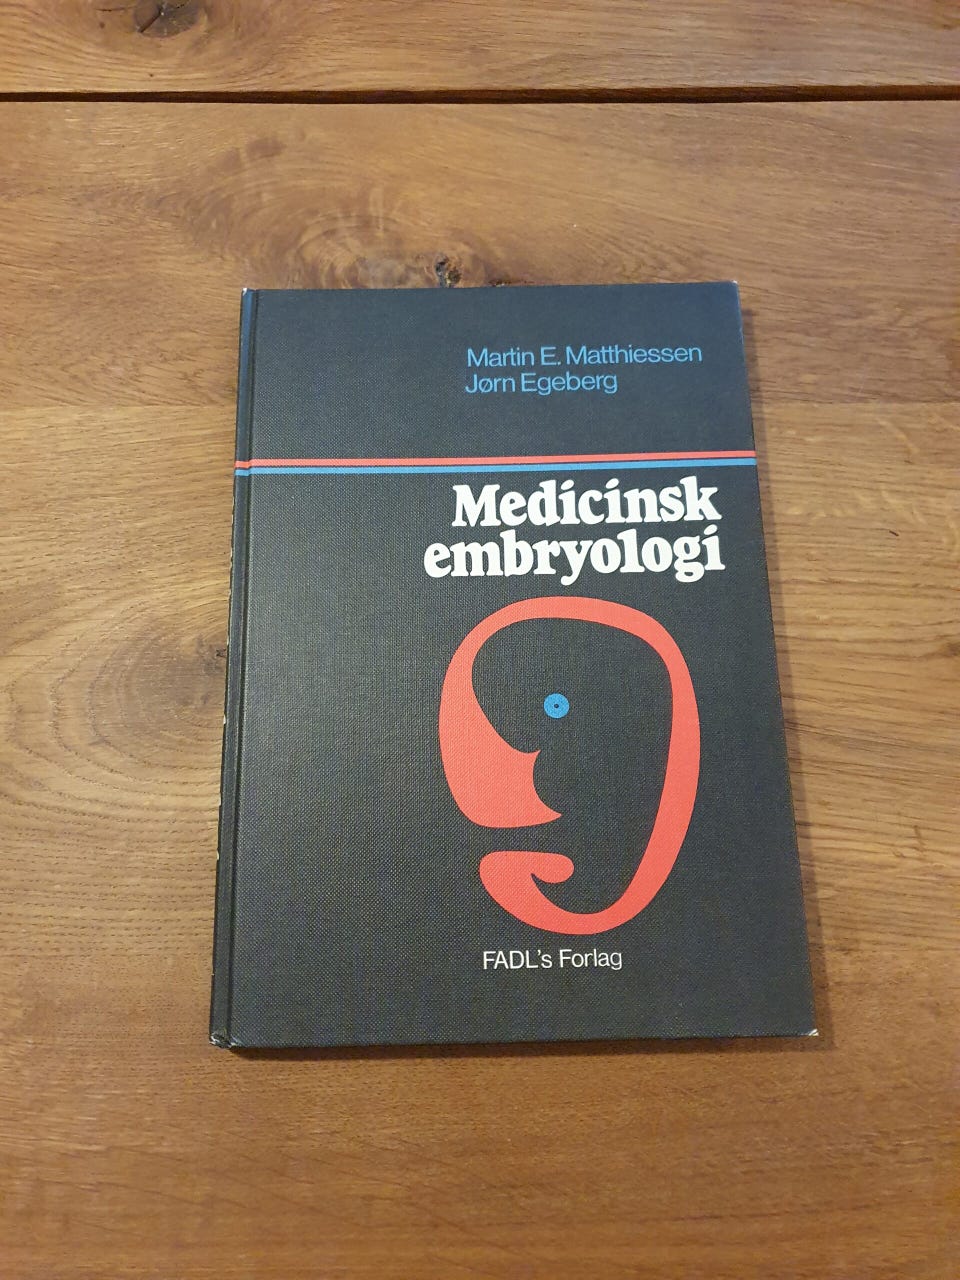 Martin E. Matthiessen
Jørn Egeberg
Medicinsk
embryologi
FADL's Forlag